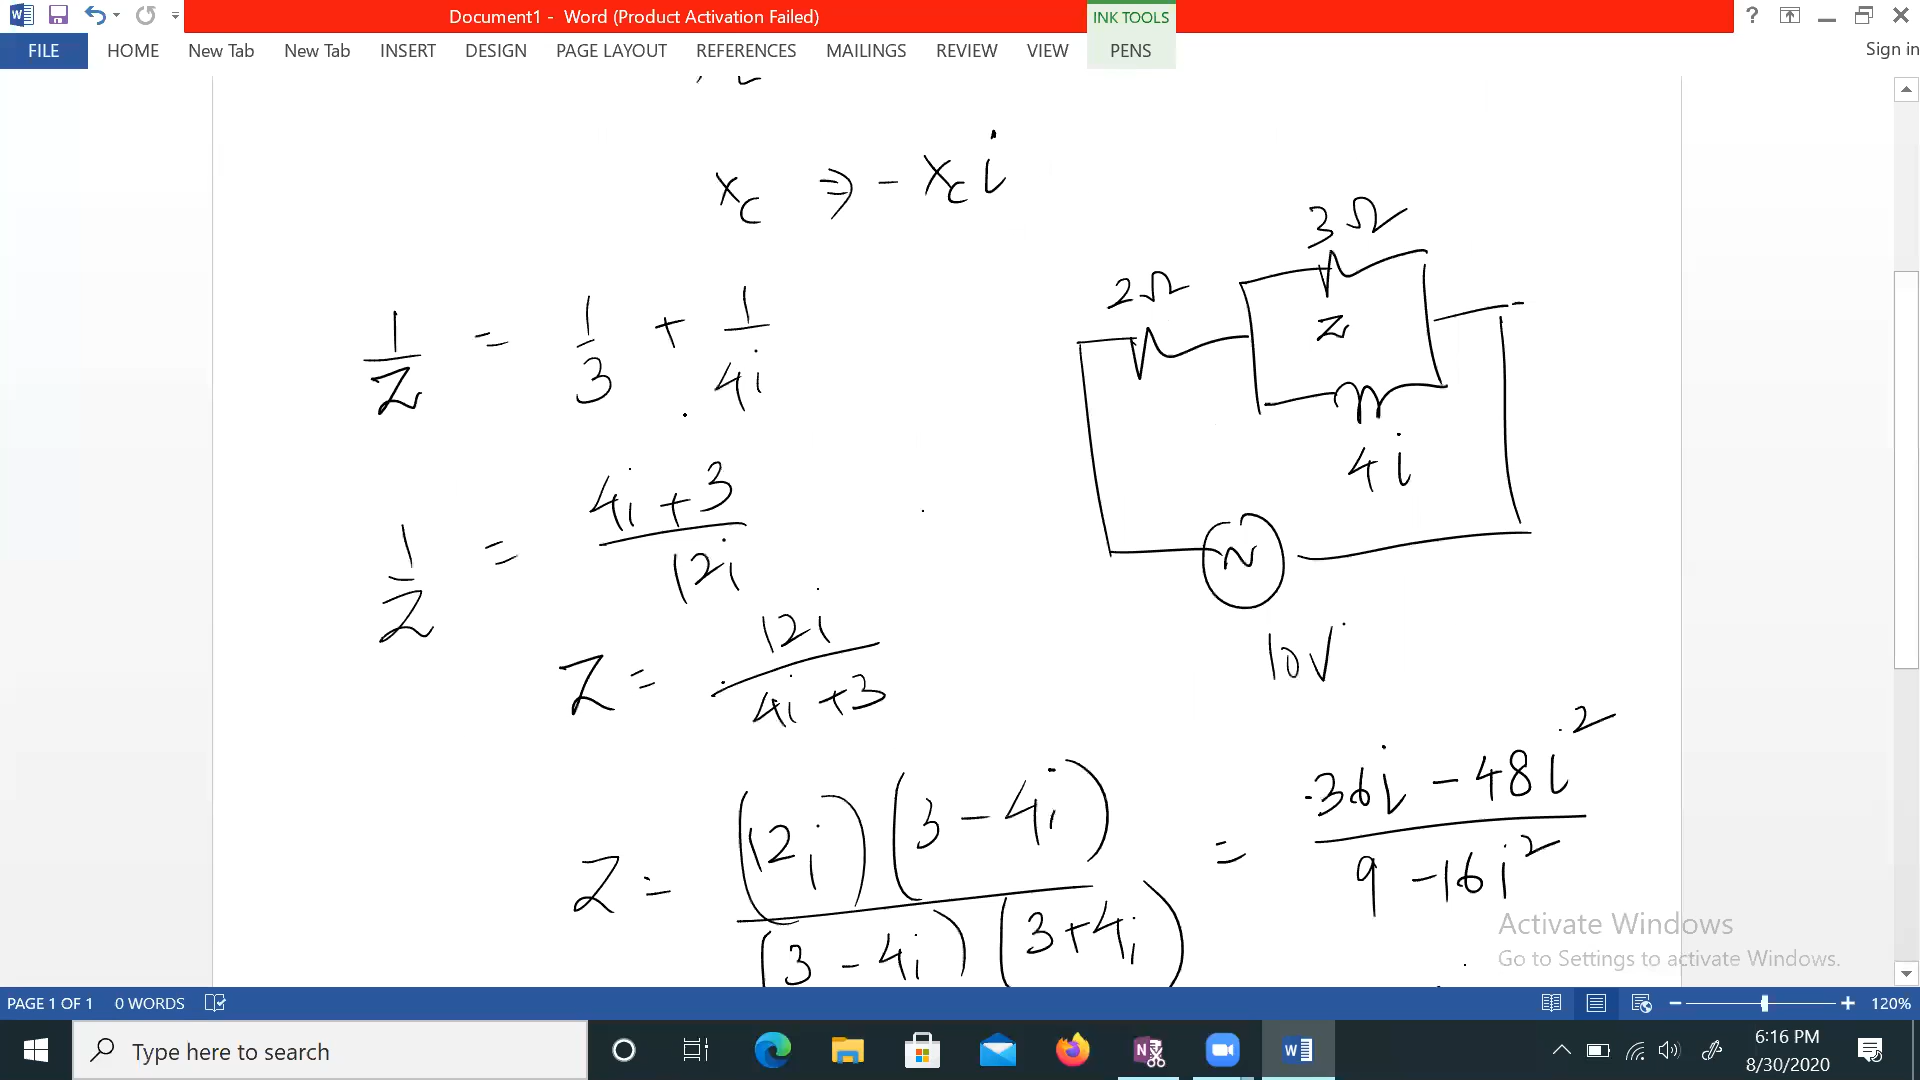 Document1 - Word (Product Activation Failed)
INK TOOLS
FILE HOME New Tab New Tab INSERT DESIGN PAGE LAYOUT REFERENCES MAILINGS REVIEW VIEW PENS
Sign in
x_c ⇒ - x_c i
3Ω
2Ω
Z
4i
10V
1/Z = 1/3 + 1/4i
1/Z = (4i+3)/12i
Z = 12i/(4i+3)
Z = (12i)(3-4i)/(3-4i)(3+4i) = (36i - 48i²)/(9 - 16i²)
Activate Windows
Go to Settings to activate Windows.
PAGE 1 OF 1 0 WORDS
120%
Type here to search
6:16 PM
8/30/2020